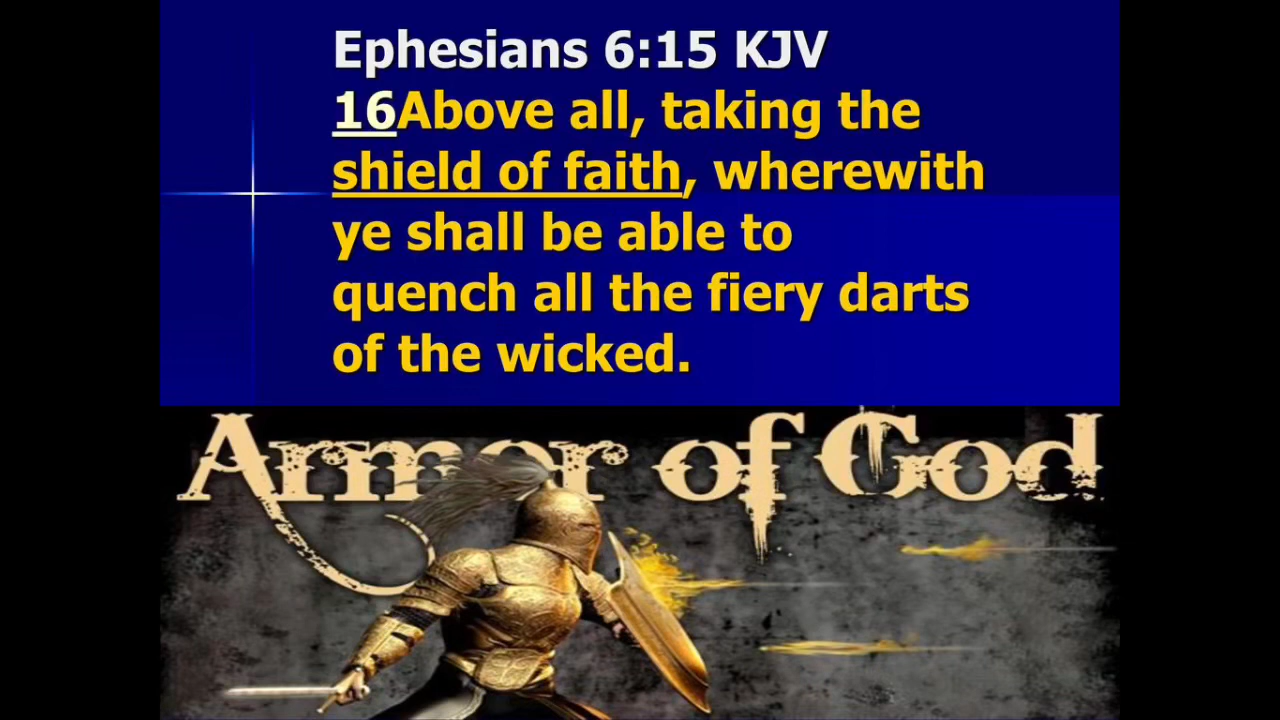 Ephesians 6:15 KJV
16Above all, taking the
shield of faith, wherewith
ye shall be able to
quench all the fiery darts
of the wicked.
Armor of God